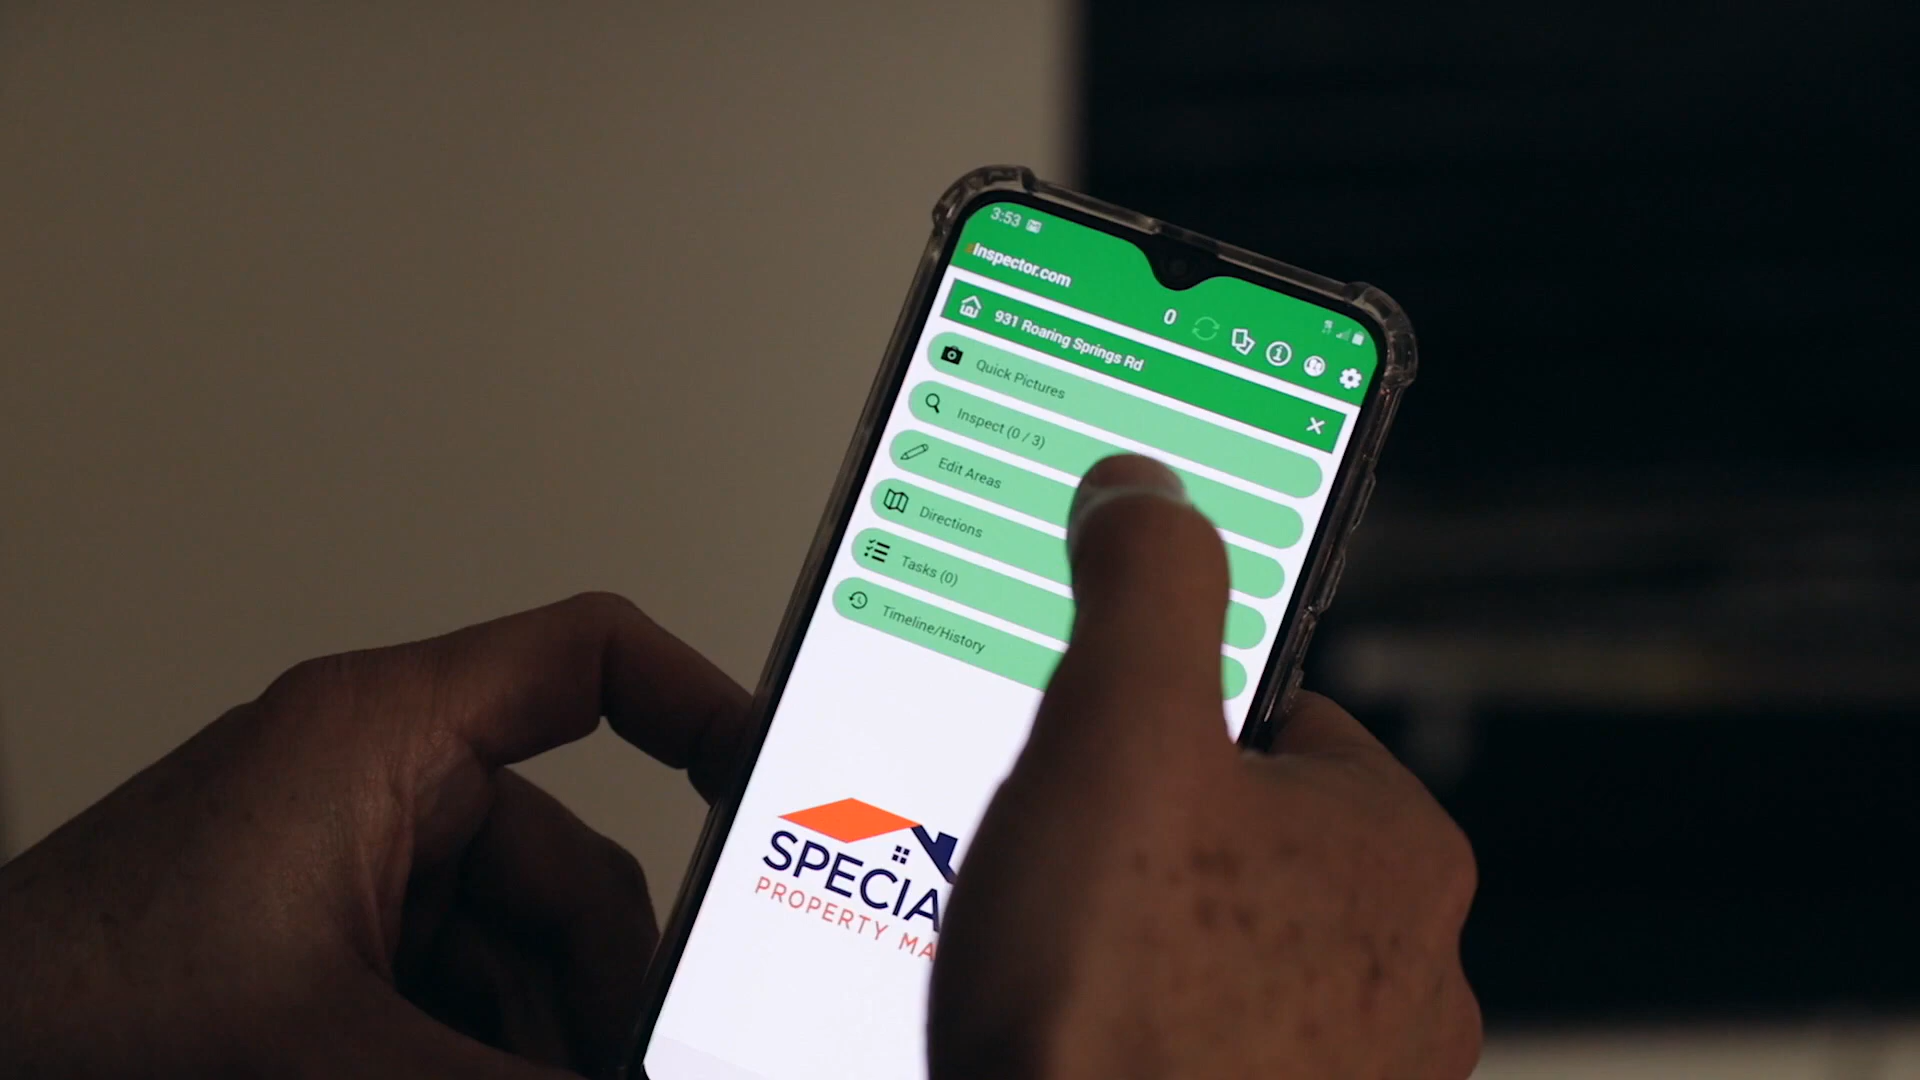 3:53
Inspector.com
0
931 Roaring Springs Rd
Quick Pictures
Inspect (0 / 3)
Edit Areas
Directions
Tasks (0)
Timeline/History
SPECIA
PROPERTY MA